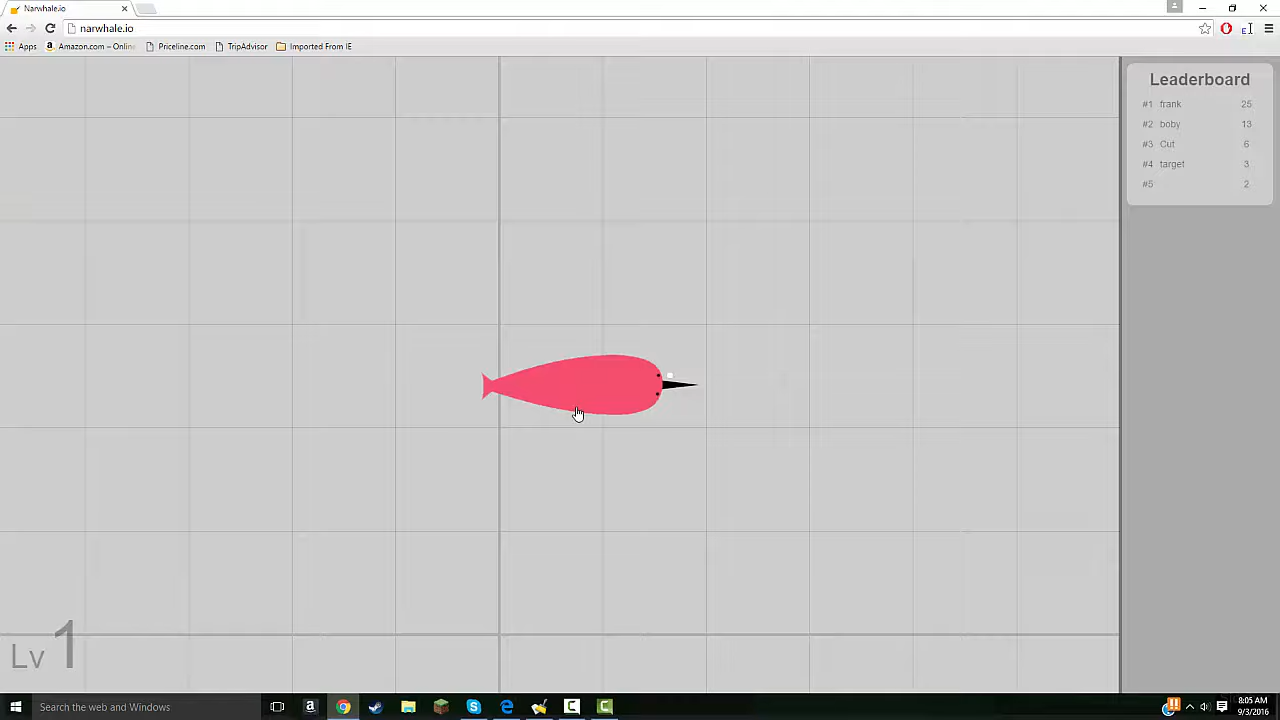 Narwhale.io
narwhale.io
Apps Amazon.com – Onlin Priceline.com TripAdvisor Imported From IE
Leaderboard
#1 frank 25
#2 boby 13
#3 Cut 6
#4 target 3
#5 2
Lv 1
Search the web and Windows
8:05 AM
9/3/2016